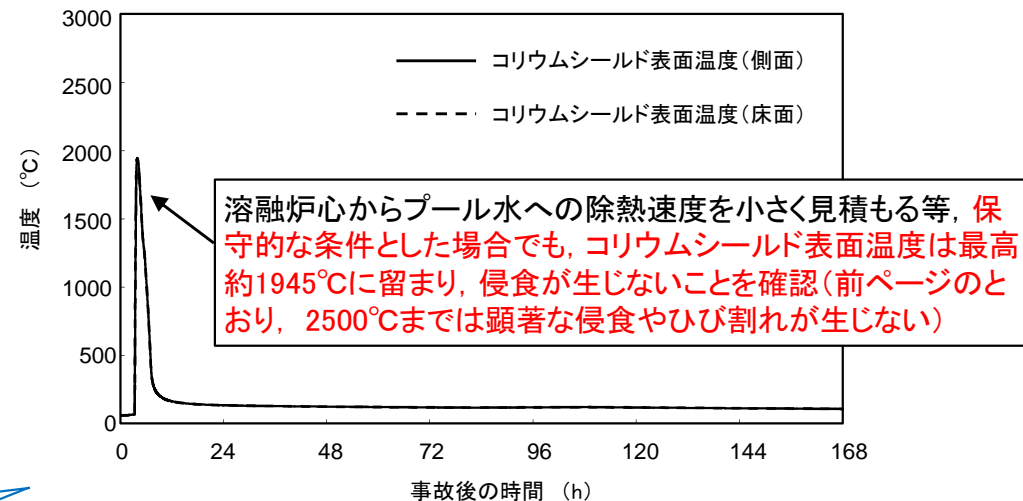 3000
2500
2000
1500
1000
500
0
温度 (℃)
コリウムシールド表面温度(側面)
コリウムシールド表面温度(床面)
溶融炉心からプール水への除熱速度を小さく見積もる等, 保
守的な条件とした場合でも, コリウムシールド表面温度は最高
約1945℃に留まり, 侵食が生じないことを確認(前ページのと
おり, 2500℃までは顕著な侵食やひび割れが生じない)
0 24 48 72 96 120 144 168
事故後の時間 (h)